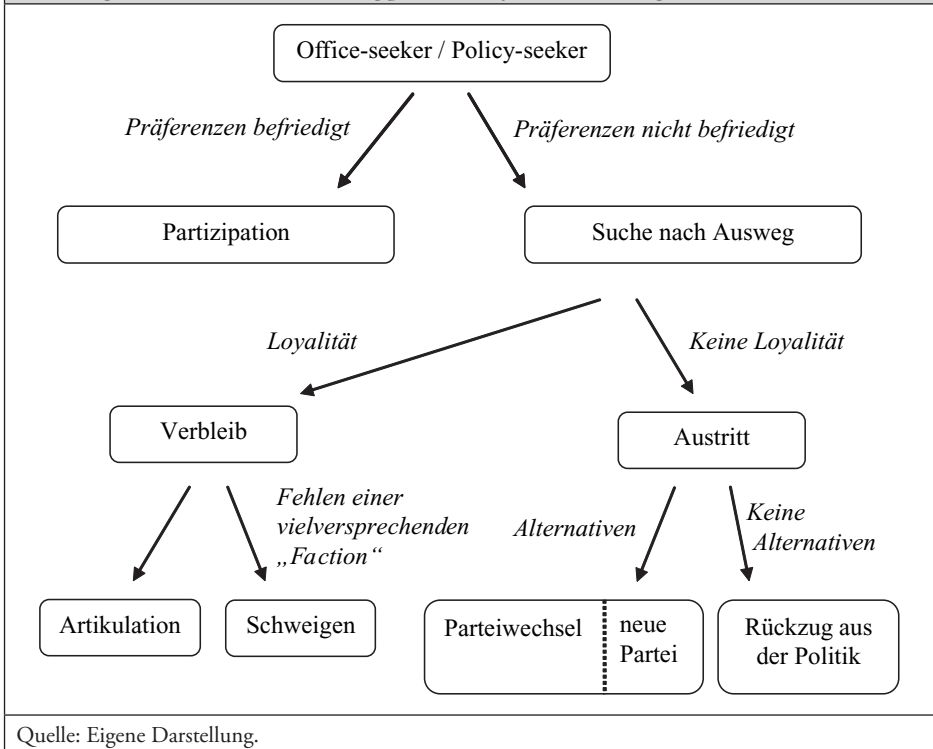 Office-seeker / Policy-seeker
Präferenzen befriedigt
Präferenzen nicht befriedigt
Partizipation
Suche nach Ausweg
Loyalität
Keine Loyalität
Verbleib
Austritt
Fehlen einer
vielversprechenden
„Faction“
Alternativen
Keine
Alternativen
Artikulation
Schweigen
Parteiwechsel
neue
Partei
Rückzug aus
der Politik
Quelle: Eigene Darstellung.